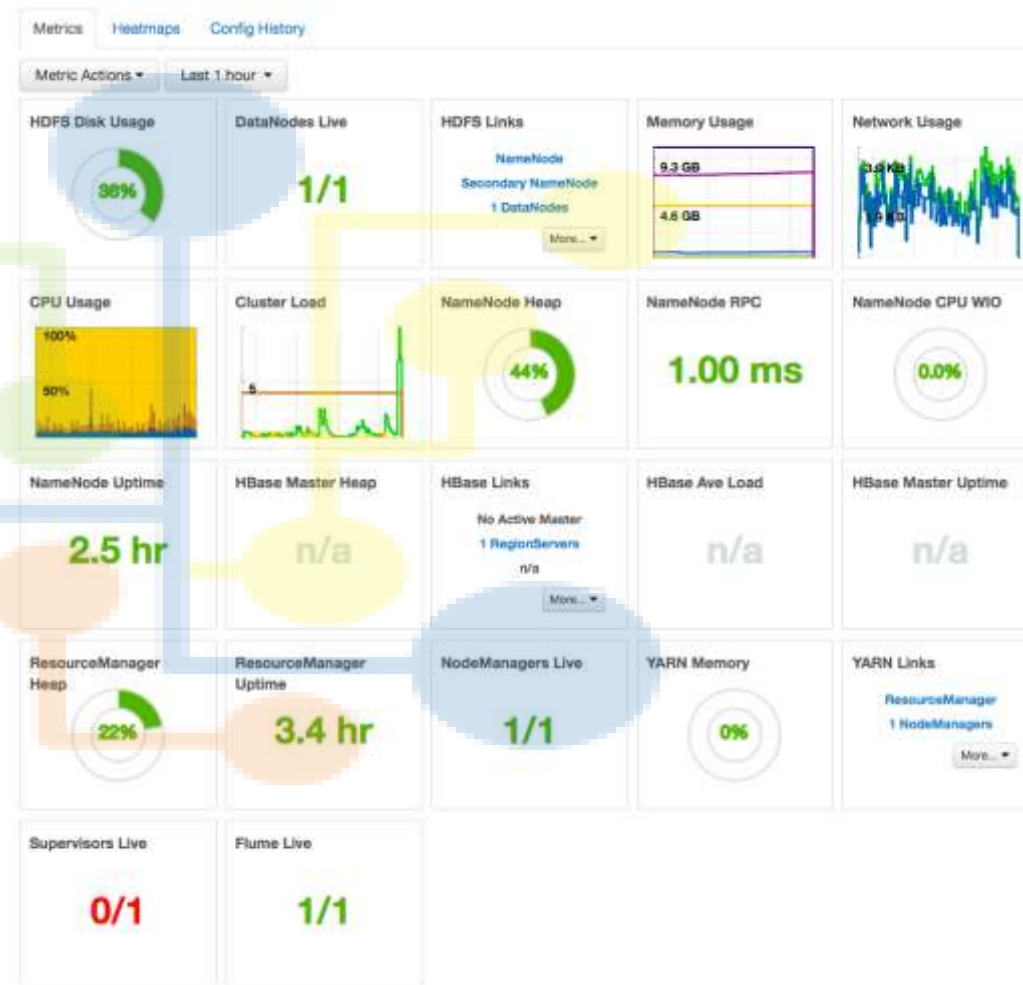 Metrics Heatmaps Config History
Metric Actions Last 1 hour
HDFS Disk Usage
36%
DataNodes Live
1/1
HDFS Links
NameNode
Secondary NameNode
1 DataNodes
More...
Memory Usage
9.3 GB
4.6 GB
Network Usage
CPU Usage
100%
50%
Cluster Load
5
NameNode Heap
44%
NameNode RPC
1.00 ms
NameNode CPU WIO
0.0%
NameNode Uptime
2.5 hr
HBase Master Heap
n/a
HBase Links
No Active Master
1 RegionServers
n/a
More...
HBase Ave Load
n/a
HBase Master Uptime
n/a
ResourceManager
Heap
22%
ResourceManager
Uptime
3.4 hr
NodeManagers Live
1/1
YARN Memory
0%
YARN Links
ResourceManager
1 NodeManagers
More...
Supervisors Live
0/1
Flume Live
1/1